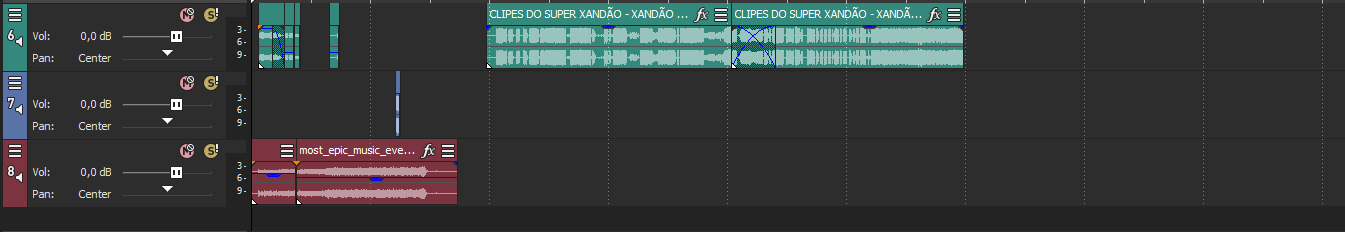 CLIPES DO SUPER XANDÃO - XANDÃO ... fx
CLIPES DO SUPER XANDÃO - XANDÃ... fx
6
M
S!
Vol: 0,0 dB
Pan: Center
3-
6-
9-
7
M
S!
Vol: 0,0 dB
Pan: Center
3-
6-
9-
8
M
S!
most_epic_music_eve... fx
Vol: 0,0 dB
Pan: Center
3-
6-
9-